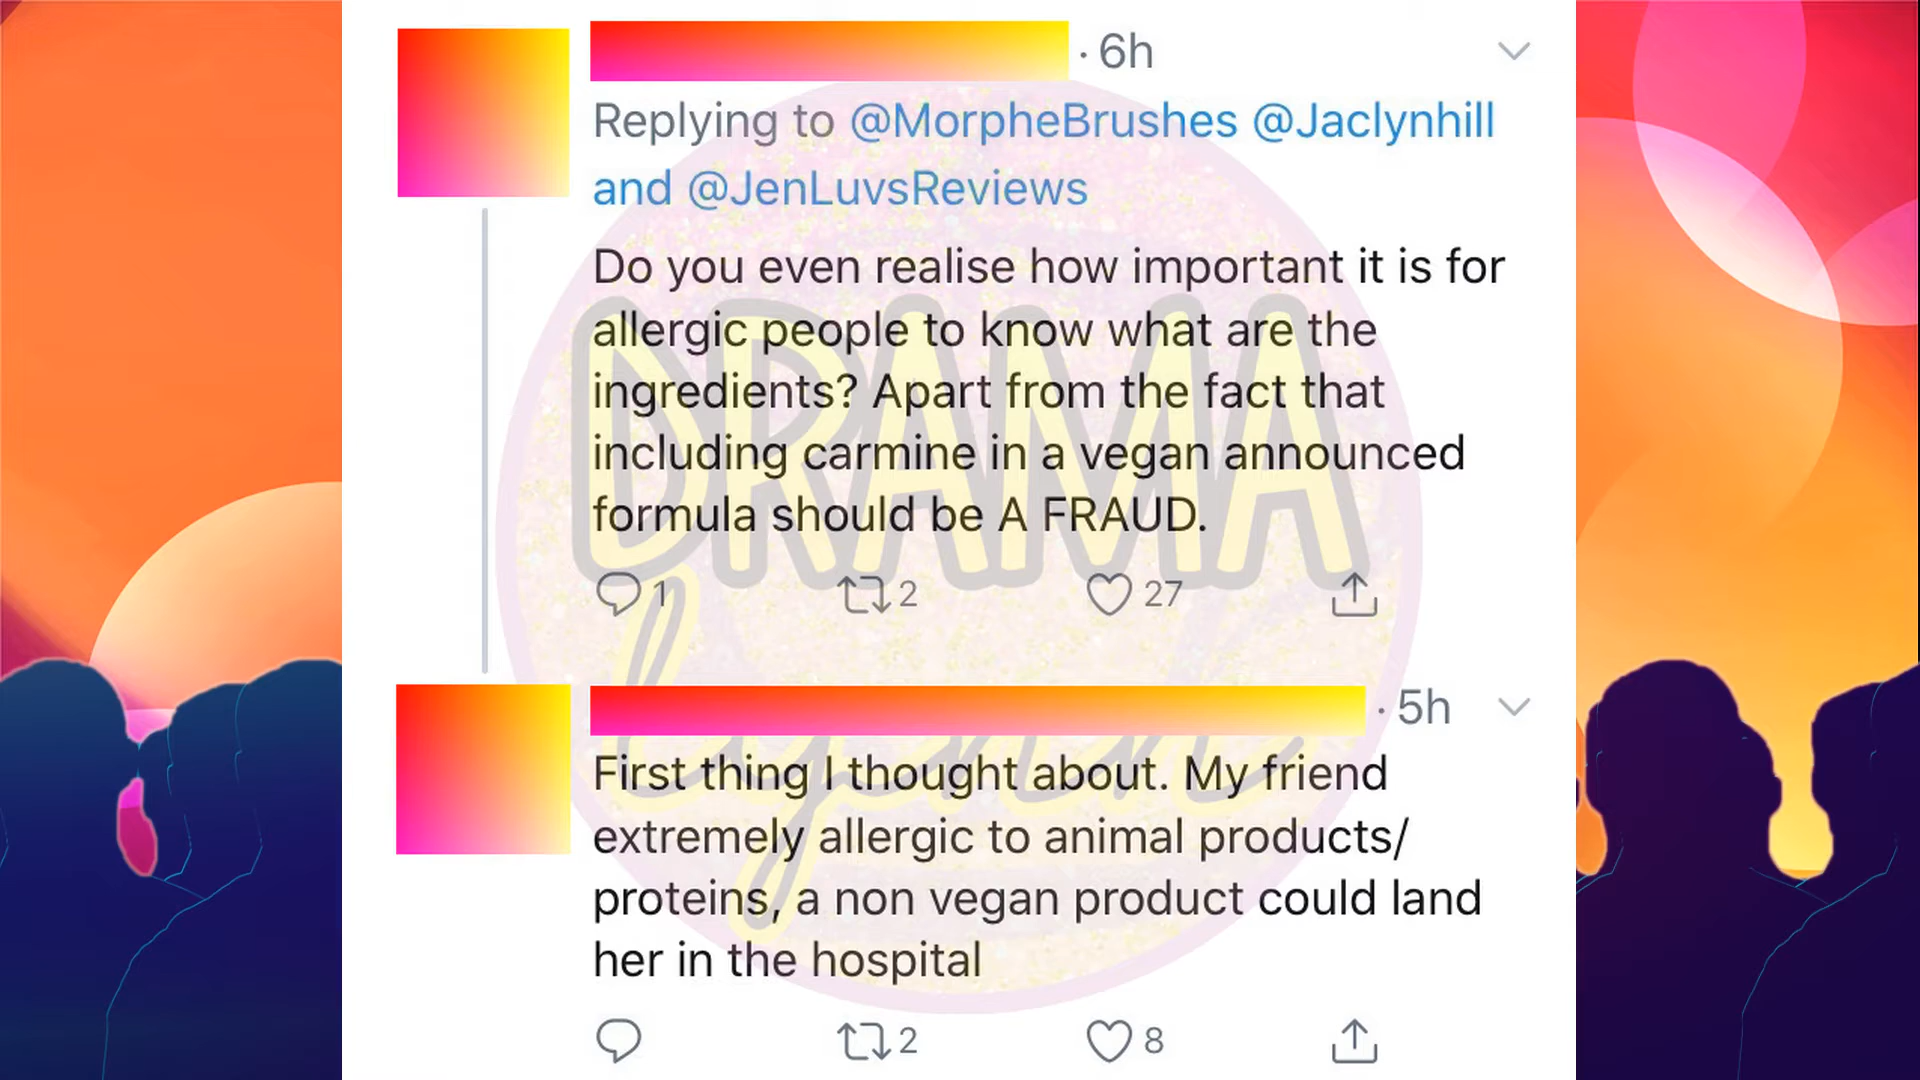 · 6h
Replying to @MorpheBrushes @Jaclynhill
and @JenLuvsReviews
Do you even realise how important it is for
allergic people to know what are the
ingredients? Apart from the fact that
including carmine in a vegan announced
formula should be A FRAUD.
1 2 27
· 5h
First thing I thought about. My friend
extremely allergic to animal products/
proteins, a non vegan product could land
her in the hospital
2 8
DRAMA
lynn